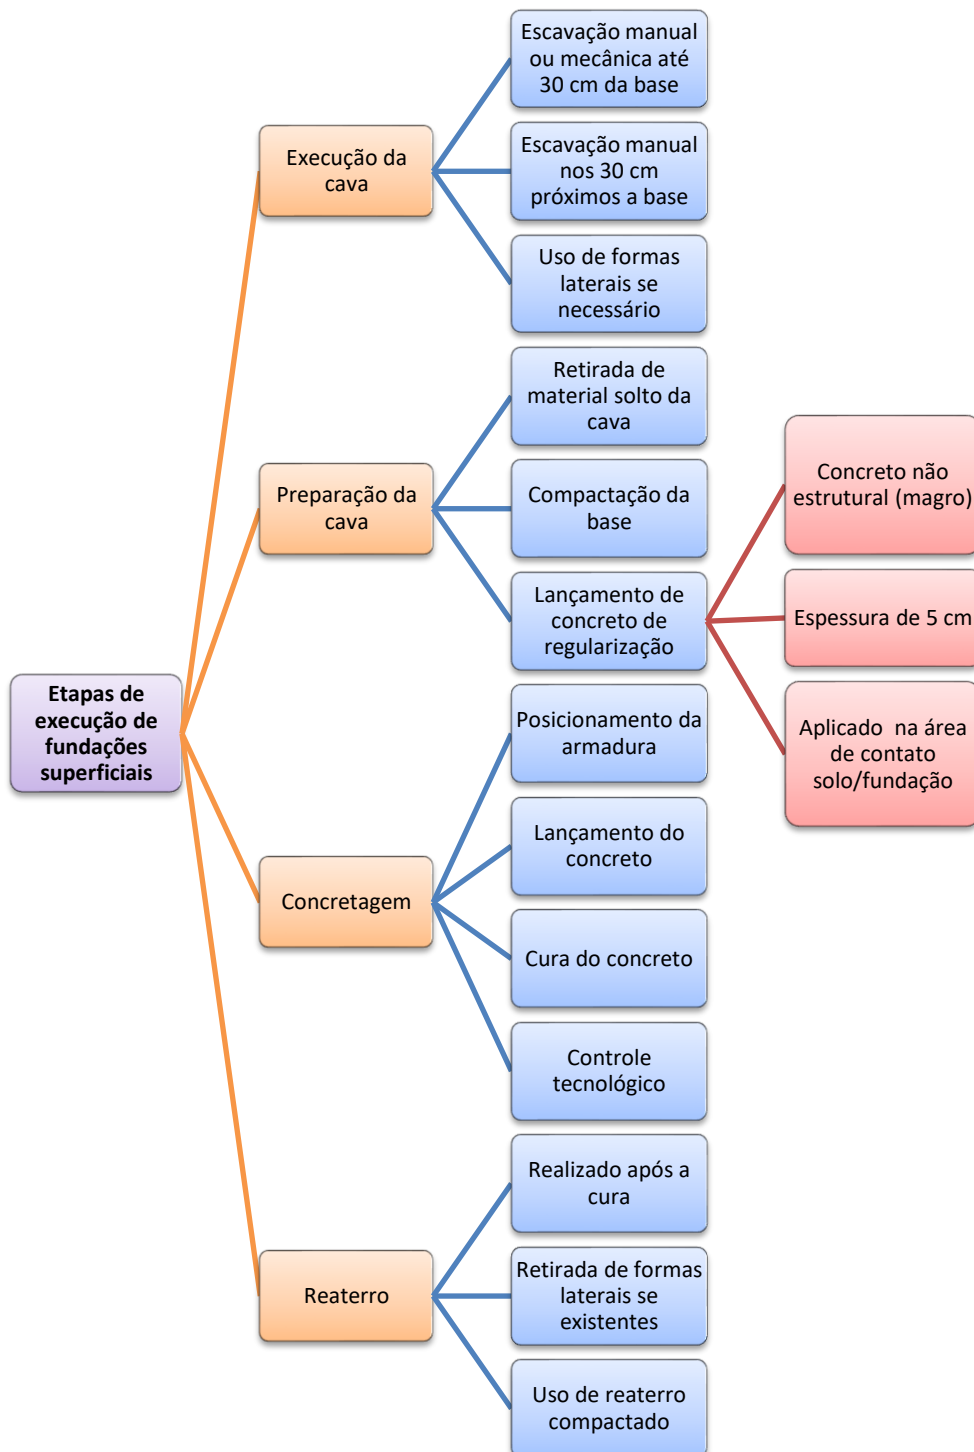 Etapas de
execução de
fundações
superficiais
Execução da
cava
Escavação manual
ou mecânica até
30 cm da base
Escavação manual
nos 30 cm
próximos a base
Uso de formas
laterais se
necessário
Preparação da
cava
Retirada de
material solto da
cava
Compactação da
base
Lançamento de
concreto de
regularização
Concreto não
estrutural (magro)
Espessura de 5 cm
Aplicado na área
de contato
solo/fundação
Concretagem
Posicionamento da
armadura
Lançamento do
concreto
Cura do concreto
Controle
tecnológico
Reaterro
Realizado após a
cura
Retirada de formas
laterais se
existentes
Uso de reaterro
compactado